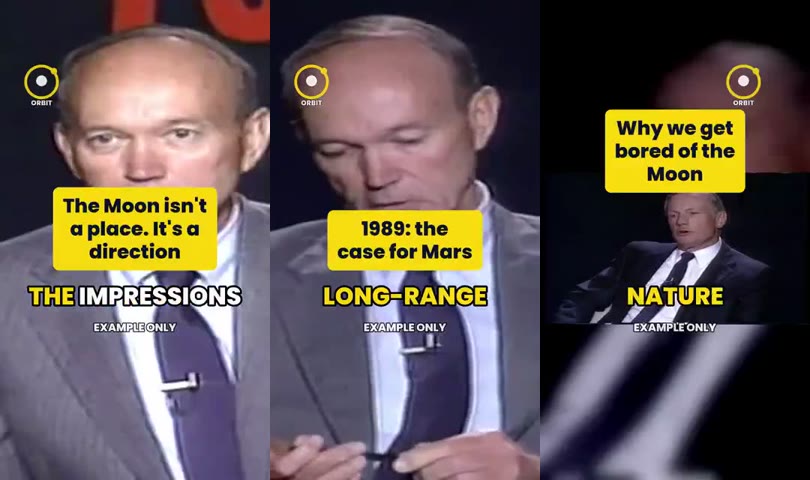 ORBIT
The Moon isn't
a place. It's a
direction
THE IMPRESSIONS
EXAMPLE ONLY
ORBIT
1989: the
case for Mars
LONG-RANGE
EXAMPLE ONLY
ORBIT
Why we get
bored of the
Moon
NATURE
EXAMPLE ONLY